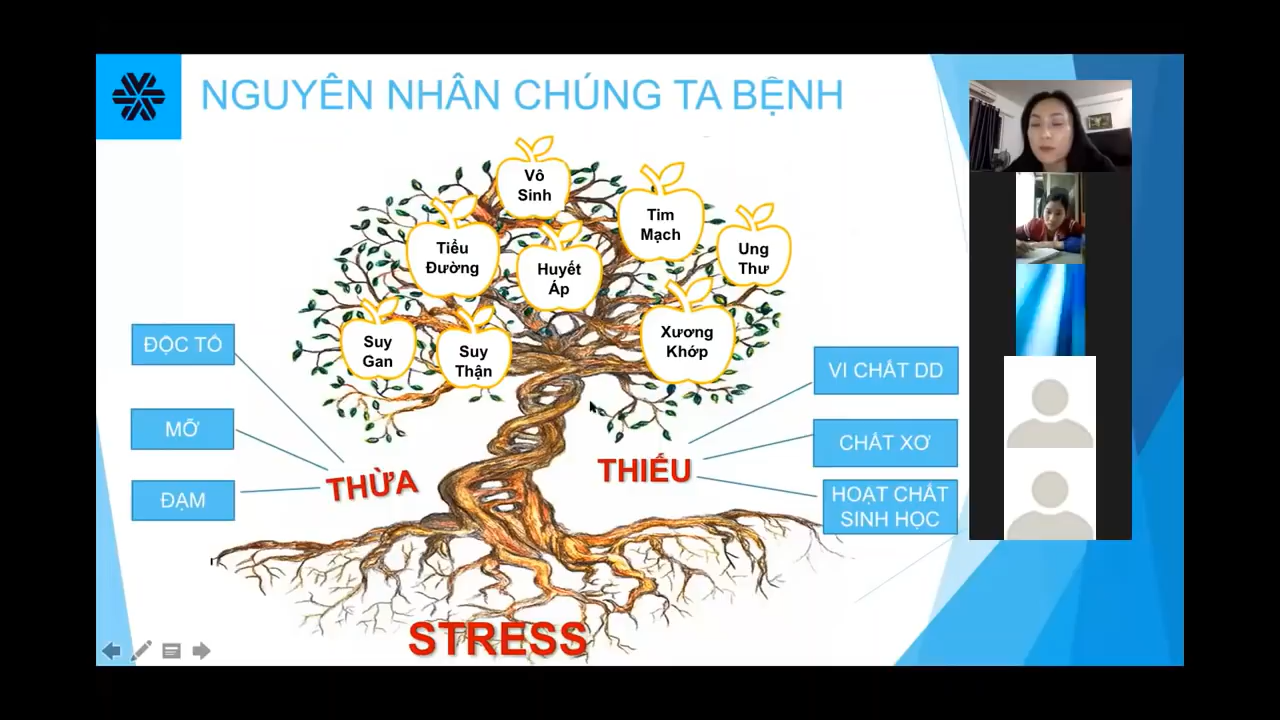 NGUYÊN NHÂN CHÚNG TA BỆNH
Vô
Sinh
Tim
Mạch
Tiểu
Đường
Huyết
Áp
Ung
Thư
Suy
Gan
Suy
Thận
Xương
Khớp
ĐỘC TỐ
MỠ
ĐẠM
THỪA
THIẾU
VI CHẤT DD
CHẤT XƠ
HOẠT CHẤT
SINH HỌC
STRESS